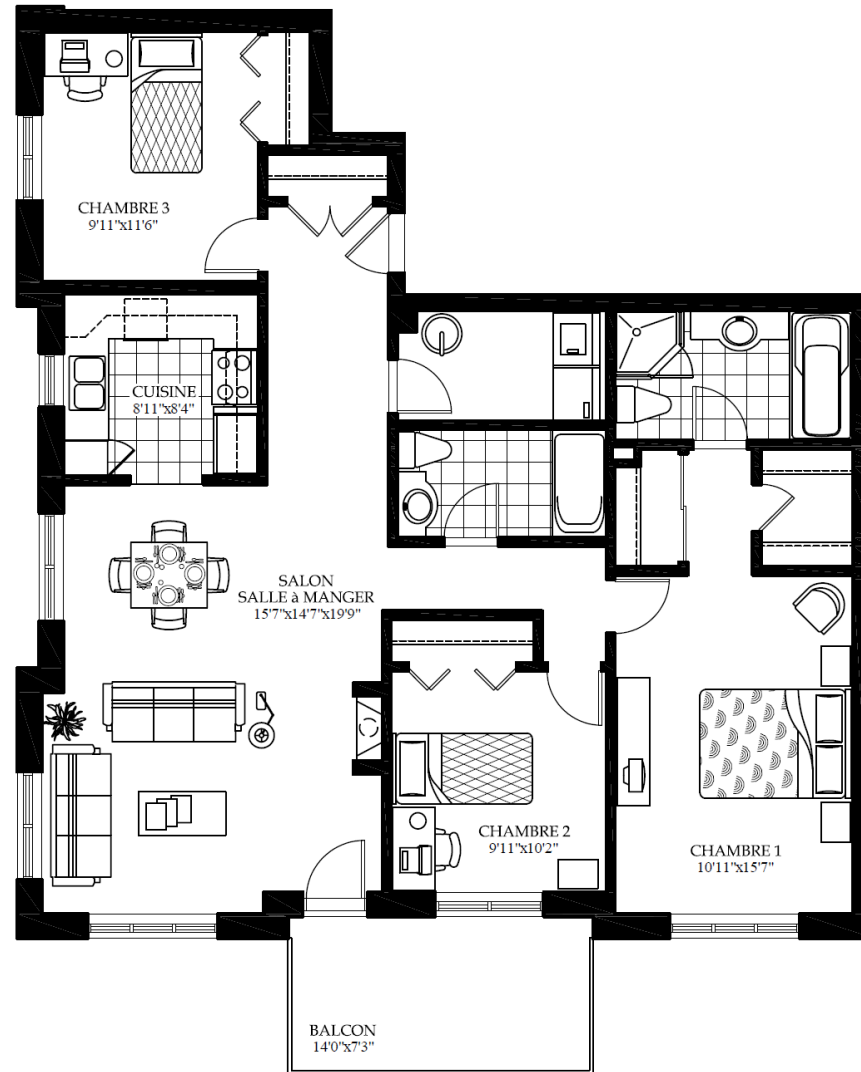 CHAMBRE 3
9'11"x11'6"
CUISINE
8'11"x8'4"
SALON
SALLE à MANGER
15'7"x14'7"x19'9"
CHAMBRE 2
9'11"x10'2"
CHAMBRE 1
10'11"x15'7"
BALCON
14'0"x7'3"